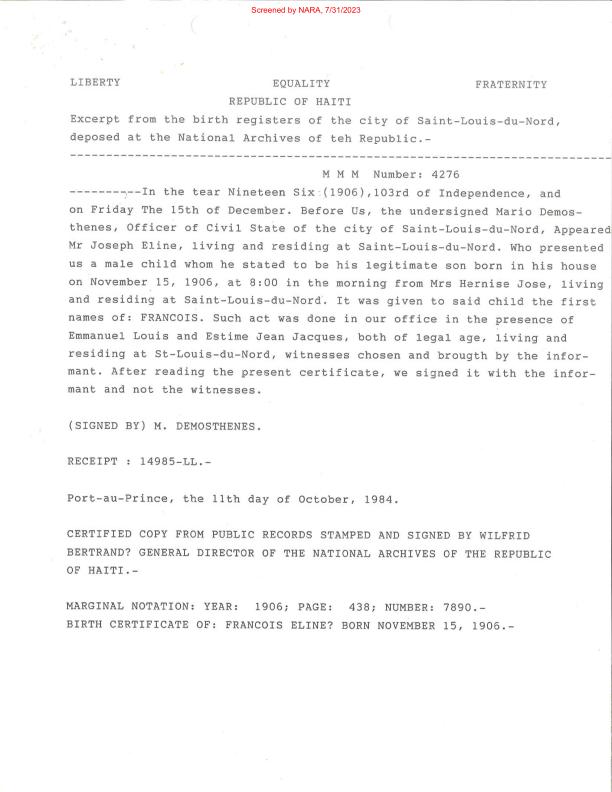 Screened by NARA, 7/31/2023
LIBERTY EQUALITY FRATERNITY
REPUBLIC OF HAITI
Excerpt from the birth registers of the city of Saint-Louis-du-Nord,
deposed at the National Archives of teh Republic.-
---------------------------------------------------------------------------
M M M Number: 4276
----------In the tear Nineteen Six (1906),103rd of Independence, and
on Friday The 15th of December. Before Us, the undersigned Mario Demos-
thenes, Officer of Civil State of the city of Saint-Louis-du-Nord, Appeared
Mr Joseph Eline, living and residing at Saint-Louis-du-Nord. Who presented
us a male child whom he stated to be his legitimate son born in his house
on November 15, 1906, at 8:00 in the morning from Mrs Hernise Jose, living
and residing at Saint-Louis-du-Nord. It was given to said child the first
names of: FRANCOIS. Such act was done in our office in the presence of
Emmanuel Louis and Estime Jean Jacques, both of legal age, living and
residing at St-Louis-du-Nord, witnesses chosen and brougth by the infor-
mant. After reading the present certificate, we signed it with the infor-
mant and not the witnesses.
(SIGNED BY) M. DEMOSTHENES.
RECEIPT : 14985-LL.-
Port-au-Prince, the 11th day of October, 1984.
CERTIFIED COPY FROM PUBLIC RECORDS STAMPED AND SIGNED BY WILFRID
BERTRAND? GENERAL DIRECTOR OF THE NATIONAL ARCHIVES OF THE REPUBLIC
OF HAITI.-
MARGINAL NOTATION: YEAR: 1906; PAGE: 438; NUMBER: 7890.-
BIRTH CERTIFICATE OF: FRANCOIS ELINE? BORN NOVEMBER 15, 1906.-